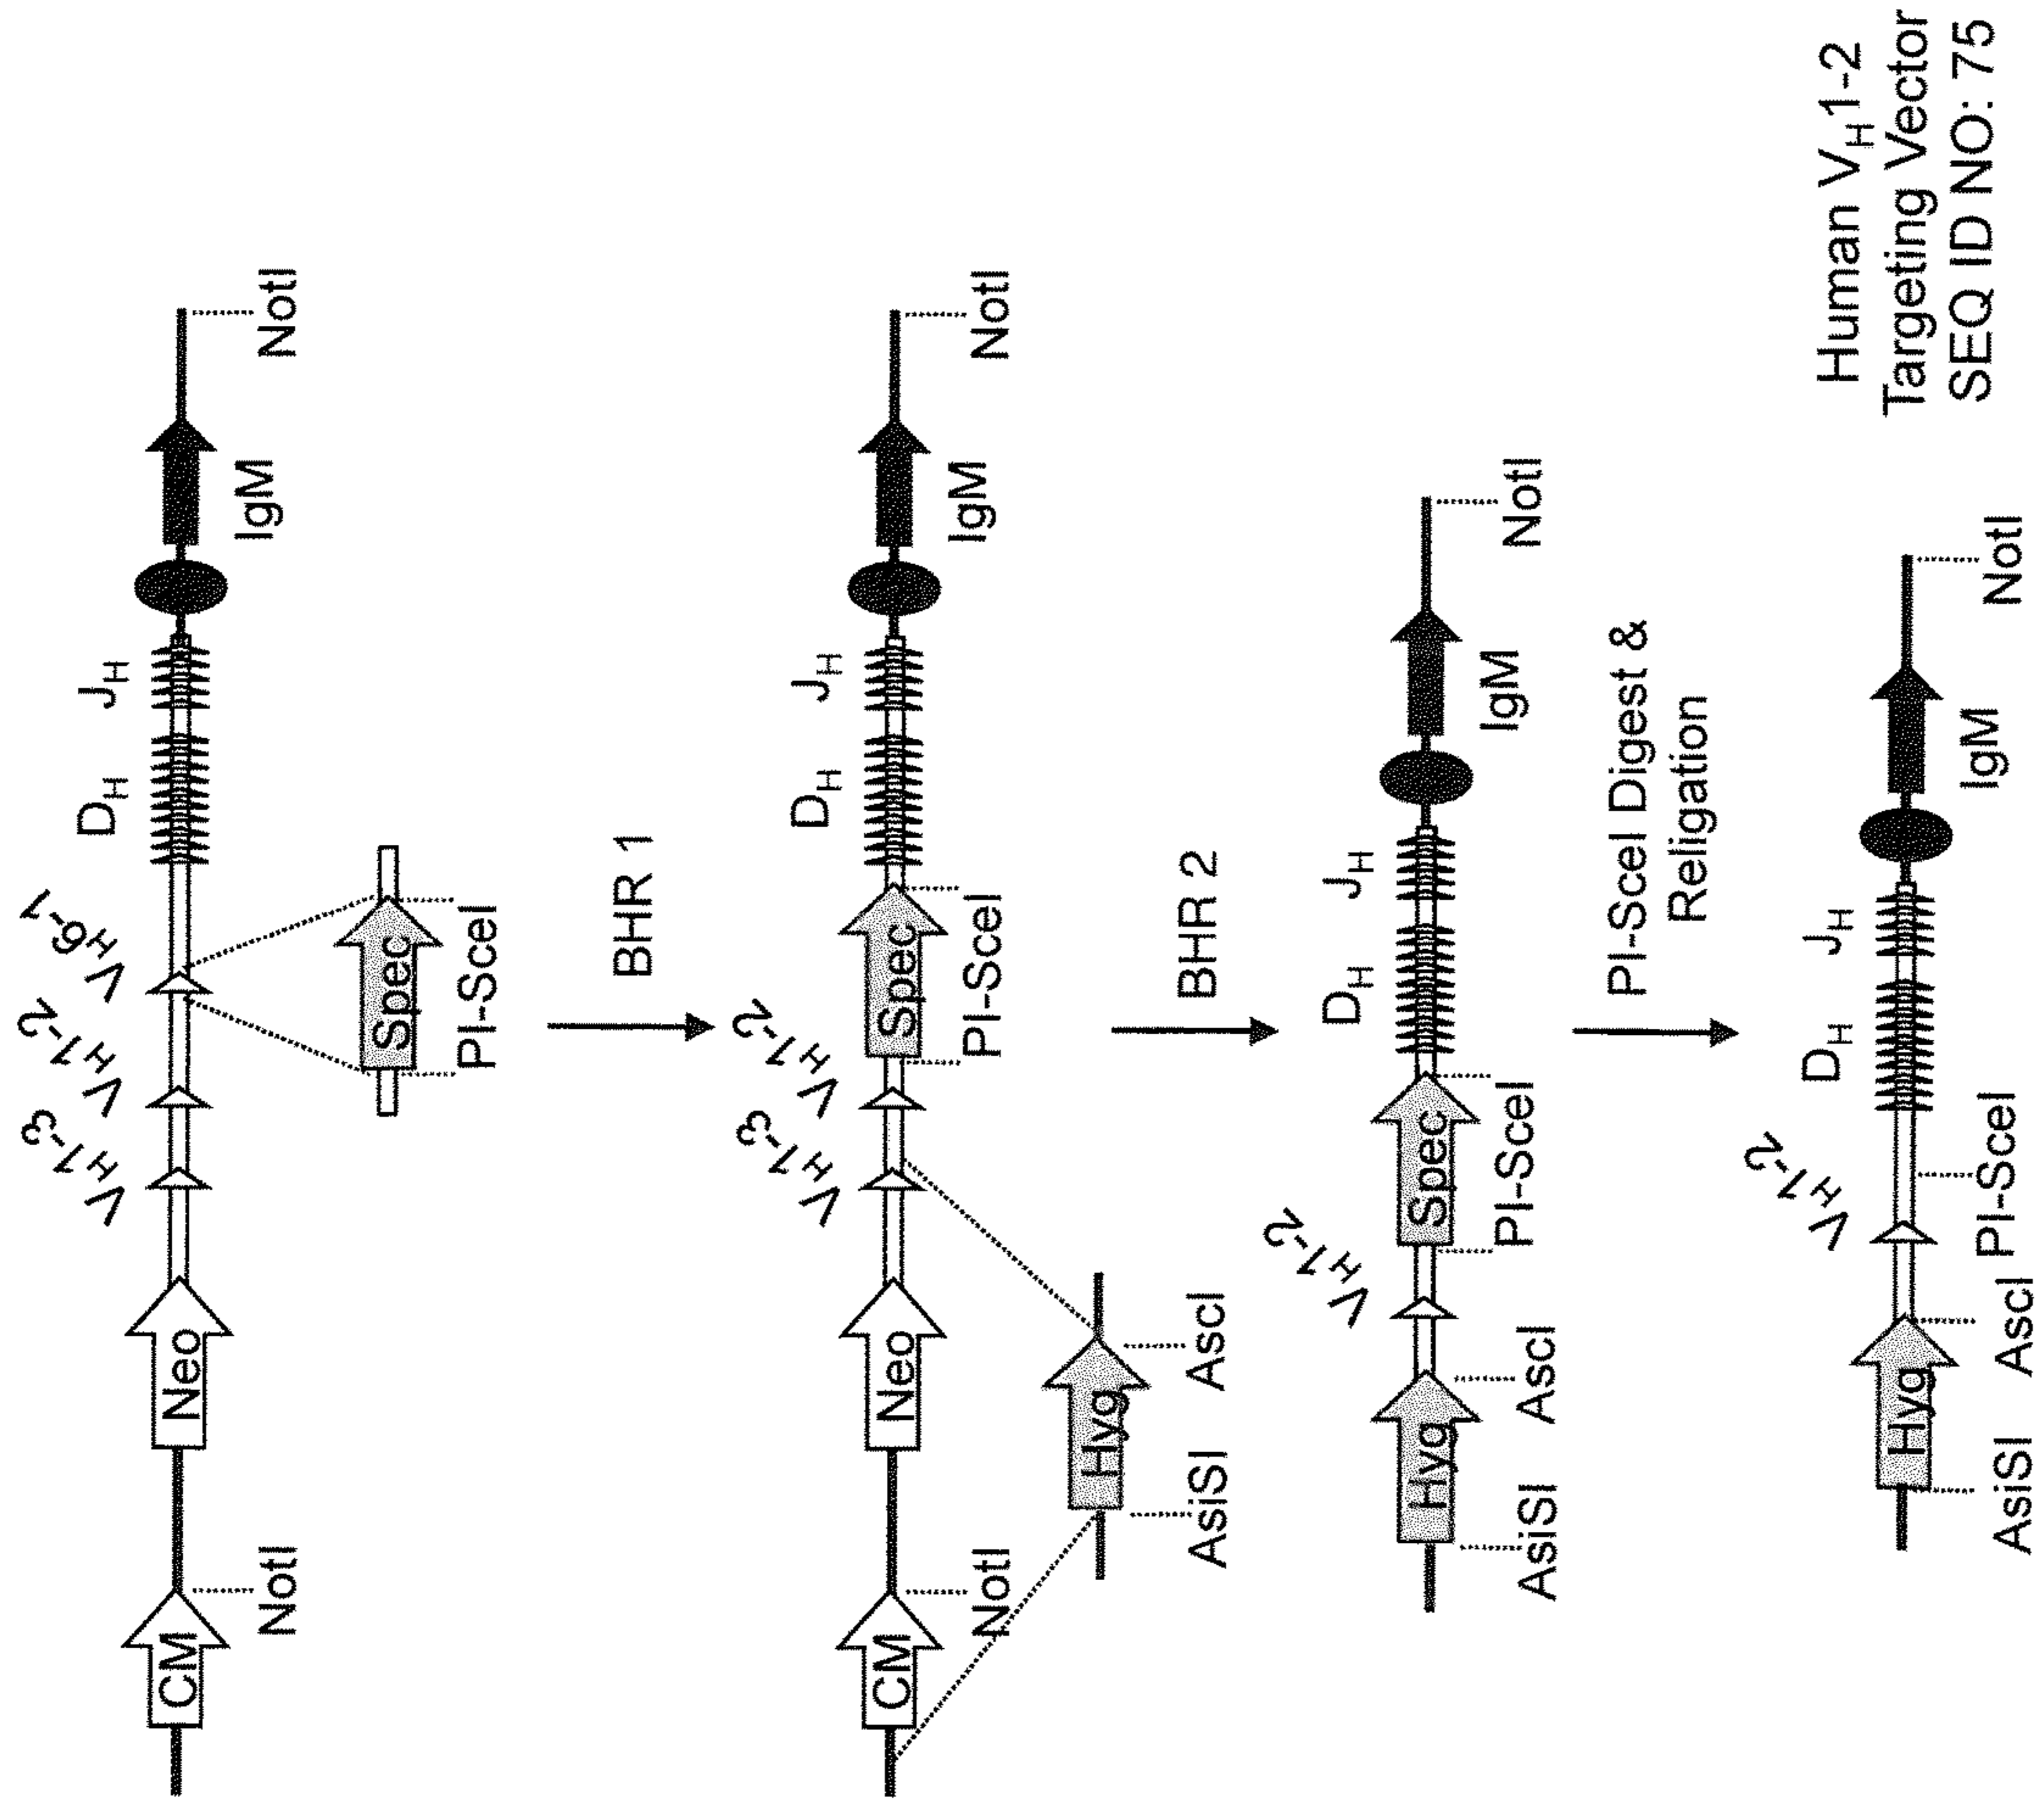 V_H1-3
V_H1-2
V_H6-1
D_H
J_H
CM
Neo
IgM
NotI
NotI
Spec
PI-SceI
BHR 1
V_H1-3
V_H1-2
D_H
J_H
CM
Neo
Spec
IgM
NotI
PI-SceI
NotI
Hyg
AsiSI
AscI
BHR 2
V_H1-2
D_H
J_H
Hyg
Spec
IgM
AsiSI
AscI
PI-SceI
NotI
PI-SceI Digest &
Religation
V_H1-2
D_H
J_H
Hyg
IgM
AsiSI
AscI
PI-SceI
NotI
Human V_H1-2
Targeting Vector
SEQ ID NO: 75